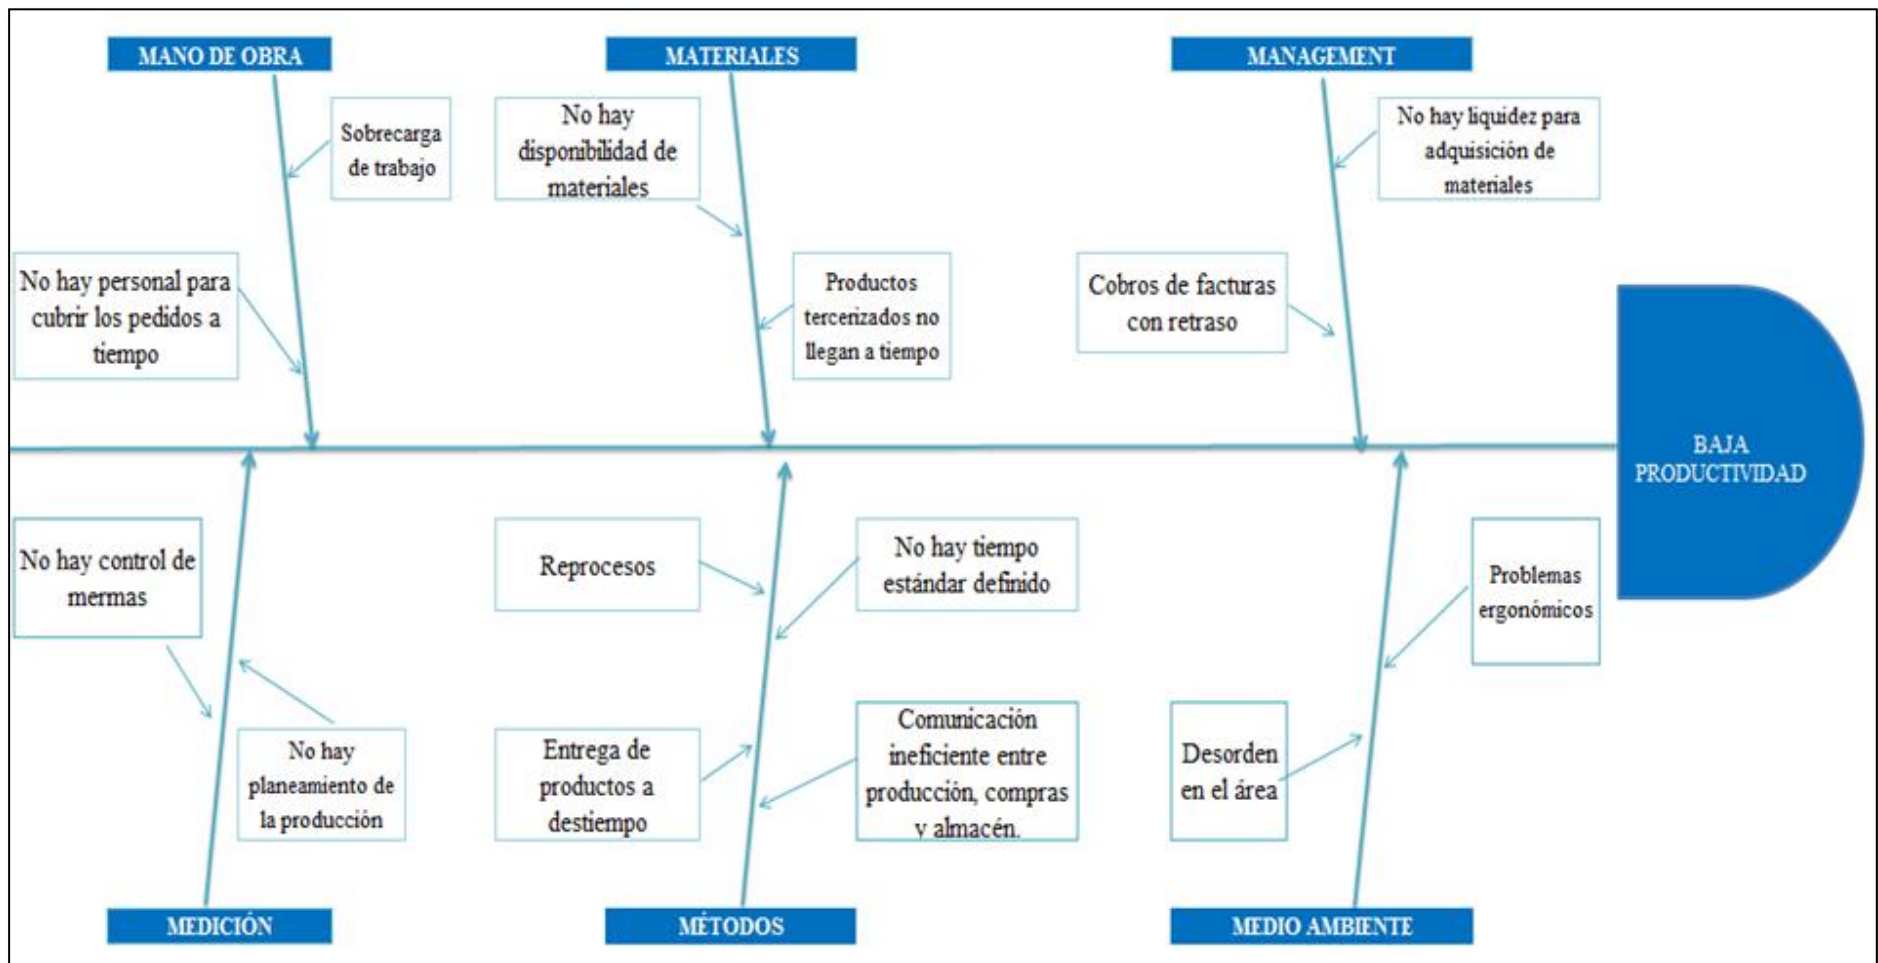 MANO DE OBRA
MATERIALES
MANAGEMENT
Sobrecarga
de trabajo
No hay
disponibilidad de
materiales
No hay liquidez para
adquisición de
materiales
No hay personal para
cubrir los pedidos a
tiempo
Productos
tercerizados no
llegan a tiempo
Cobros de facturas
con retraso
BAJA
PRODUCTIVIDAD
No hay control de
mermas
Reprocesos
No hay tiempo
estándar definido
Problemas
ergonómicos
No hay
planeamiento de
la producción
Entrega de
productos a
destiempo
Comunicación
ineficiente entre
producción, compras
y almacén.
Desorden
en el área
MEDICIÓN
MÉTODOS
MEDIO AMBIENTE